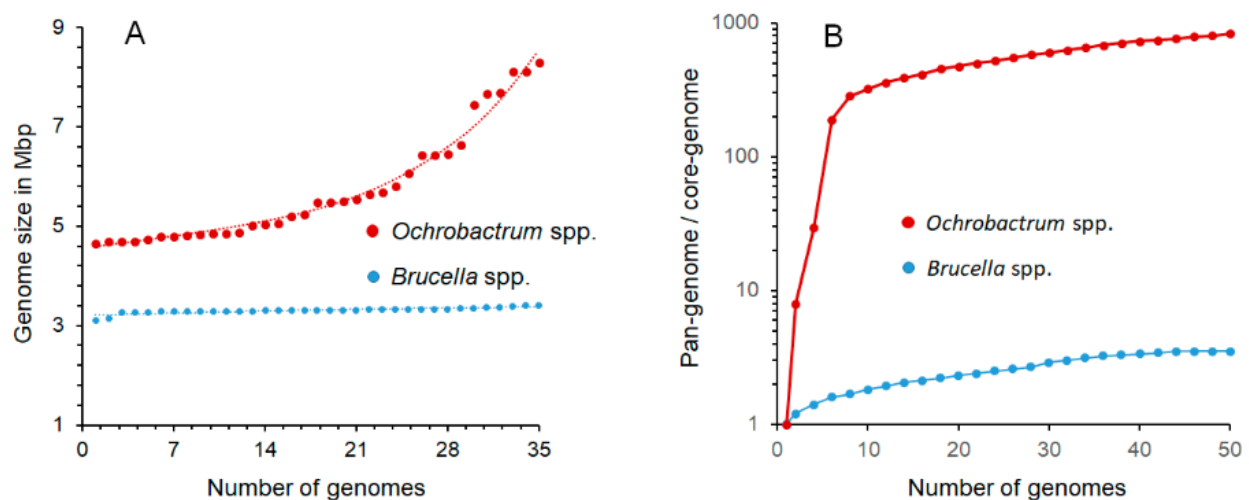 A
Genome size in Mbp
9
7
5
3
1
0 7 14 21 28 35
Number of genomes
Ochrobactrum spp.
Brucella spp.
B
Pan-genome / core-genome
1000
100
10
1
0 10 20 30 40 50
Number of genomes
Ochrobactrum spp.
Brucella spp.